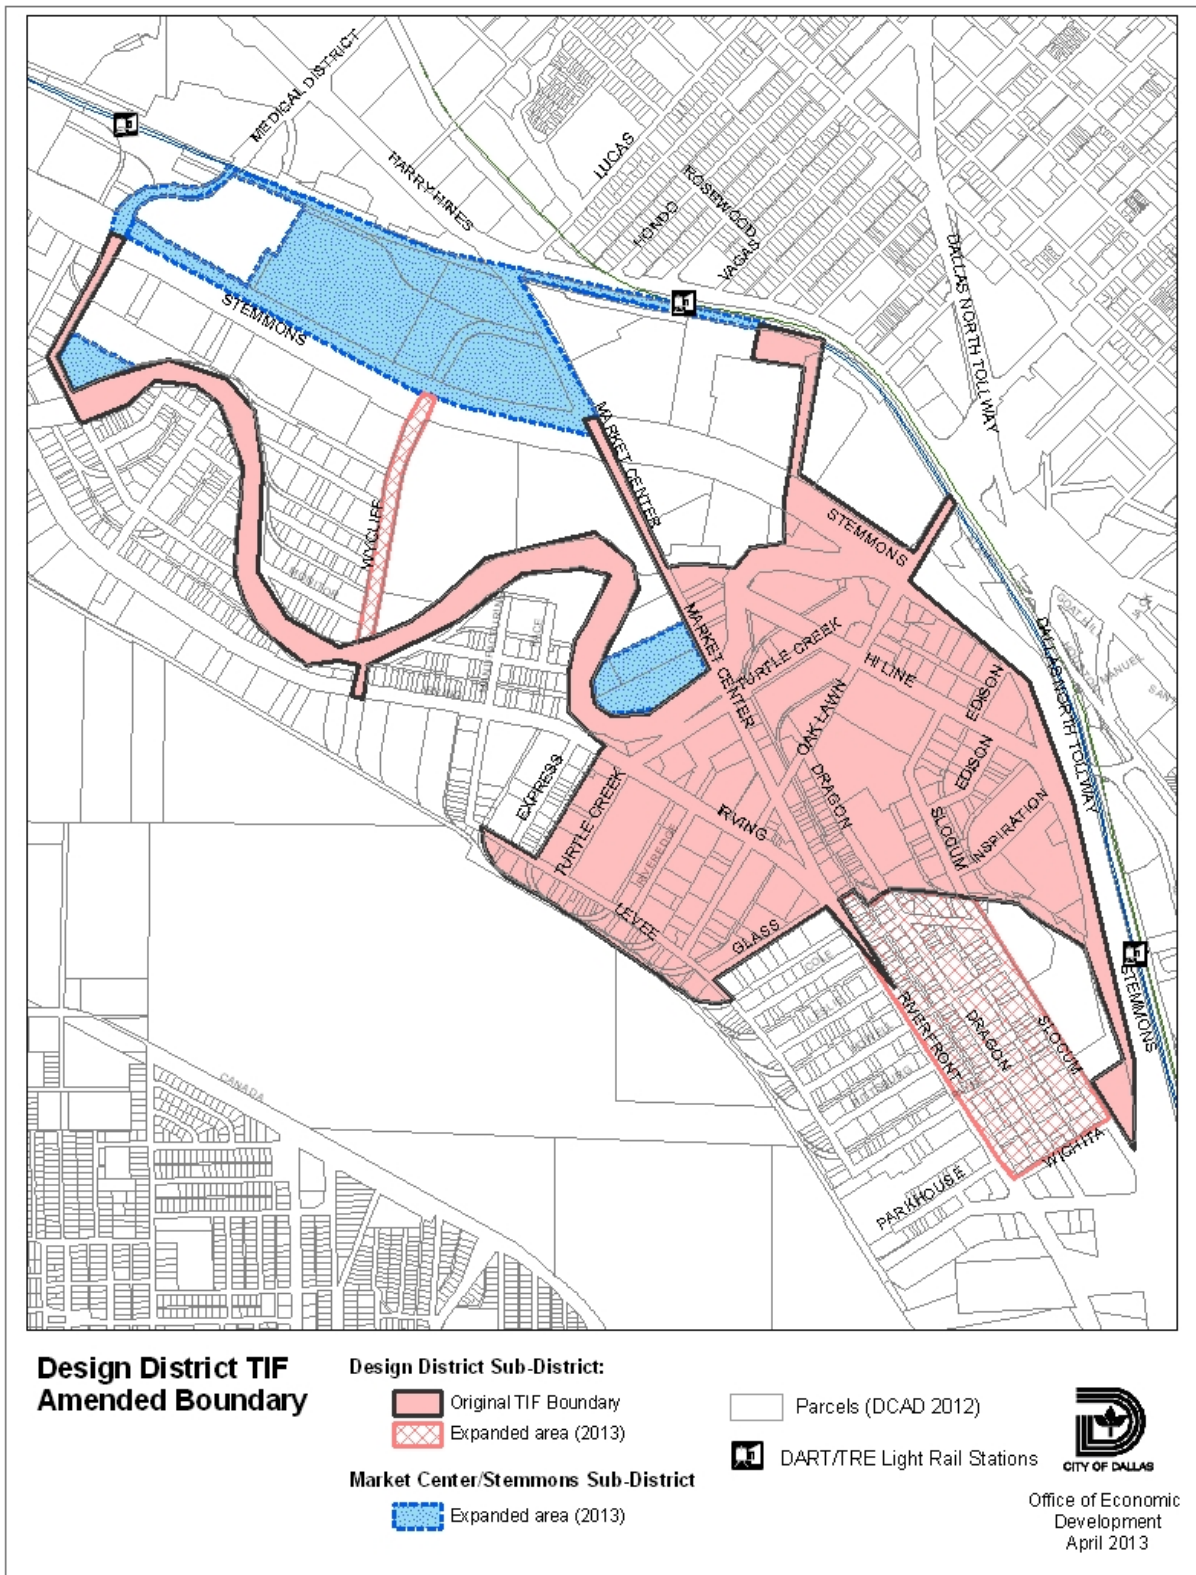 MEDICAL DISTRICT
HARRY HINES
LUCAS
ROSEWOOD
HONDO
VAGAS
DALLAS NORTH TOLLWAY
STEMMONS
MARKET CENTER
WYCLIFF
STEMMONS
MARKET CENTER
TURTLE CREEK
HI LINE
EDISON
OAK LAWN
DALLAS NORTH TOLLWAY
MANUEL
EXPRESS
TURTLE CREEK
IRVING
DRAGON
EDISON
SLOCUM
INSPIRATION
RIVEREDGE
LEVEE
GLASS
COLE
RIVERFRONT
DRAGON
SLOCUM
STEMMONS
WICHITA
PARKHOUSE
CANADA
Design District TIF
Amended Boundary
Design District Sub-District:
Original TIF Boundary
Expanded area (2013)
Market Center/Stemmons Sub-District
Expanded area (2013)
Parcels (DCAD 2012)
DART/TRE Light Rail Stations
CITY OF DALLAS
Office of Economic
Development
April 2013